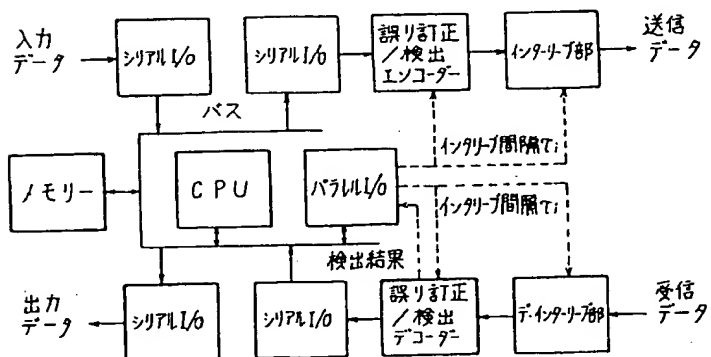 入力
データ
シリアルI/O
シリアルI/O
誤り訂正
/検出
エンコーダー
インターリーブ部
送信
データ
バス
インタリーブ間隔τi
メモリー
CPU
パラレルI/O
インタリーブ間隔τi
検出結果
出力
データ
シリアルI/O
シリアルI/O
誤り訂正
/検出
デコーダー
デ・インターリーブ部
受信
データ